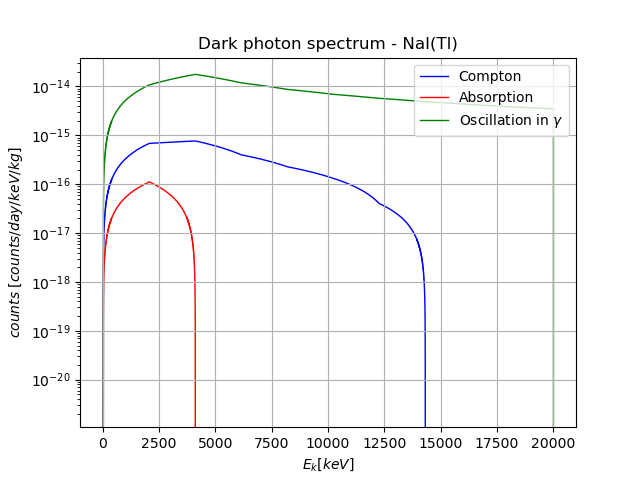 Dark photon spectrum - NaI(Tl)
Compton
Absorption
Oscillation in γ
counts [counts/day/keV/kg]
10⁻¹⁴
10⁻¹⁵
10⁻¹⁶
10⁻¹⁷
10⁻¹⁸
10⁻¹⁹
10⁻²⁰
0 2500 5000 7500 10000 12500 15000 17500 20000
Eₖ[keV]